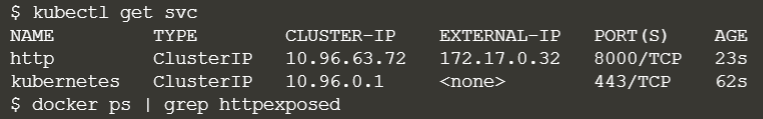 $ kubectl get svc
NAME TYPE CLUSTER-IP EXTERNAL-IP PORT(S) AGE
http ClusterIP 10.96.63.72 172.17.0.32 8000/TCP 23s
kubernetes ClusterIP 10.96.0.1 <none> 443/TCP 62s
$ docker ps | grep httpexposed